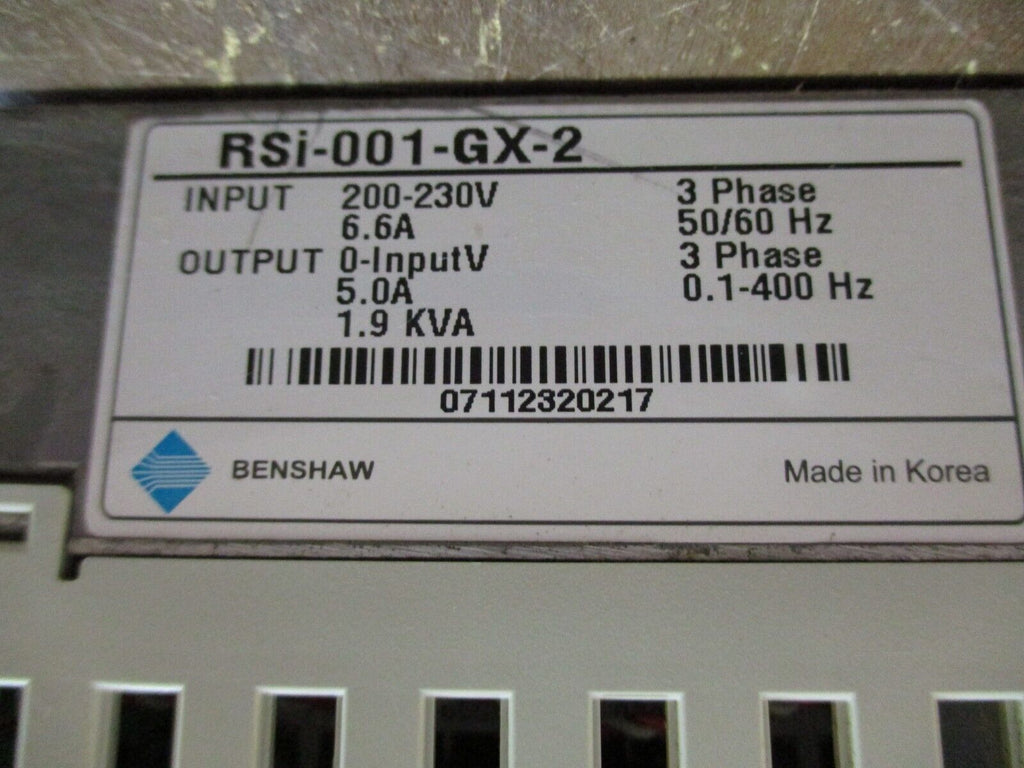 RSi-001-GX-2
INPUT 200-230V 3 Phase
6.6A 50/60 Hz
OUTPUT 0-InputV 3 Phase
5.0A 0.1-400 Hz
1.9 KVA
07112320217
BENSHAW Made in Korea